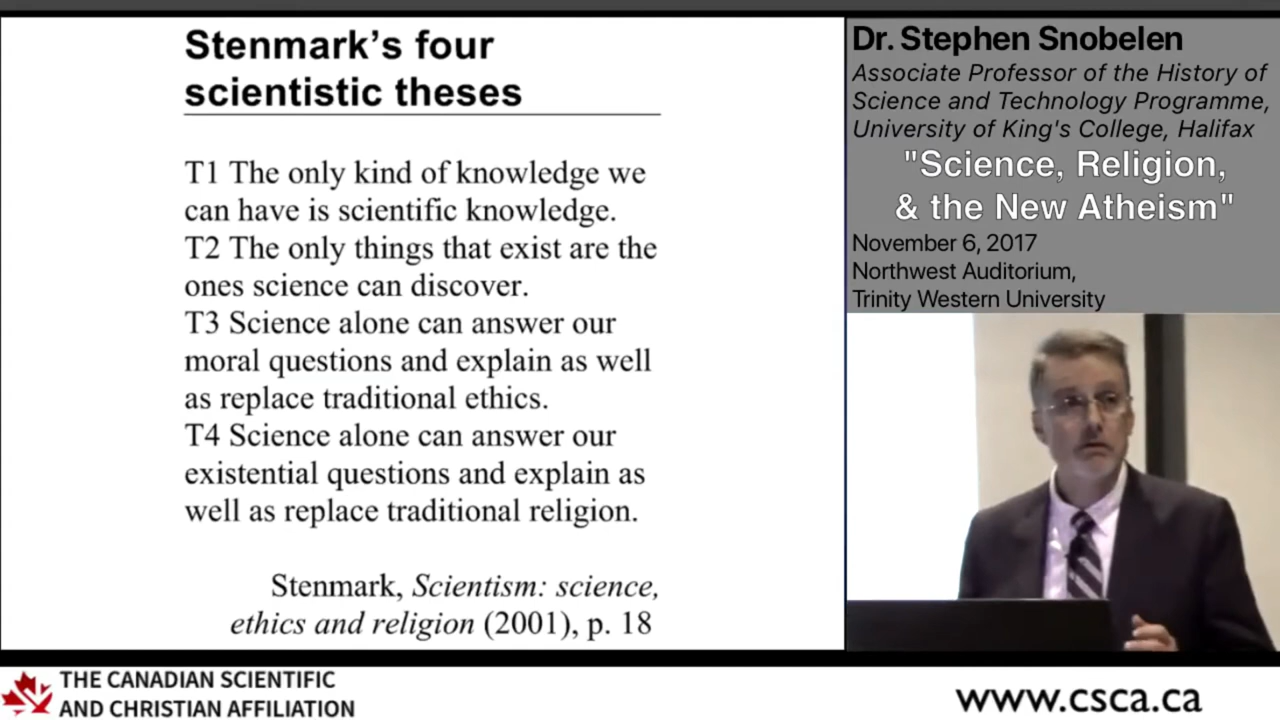 Stenmark's four
scientistic theses
T1 The only kind of knowledge we
can have is scientific knowledge.
T2 The only things that exist are the
ones science can discover.
T3 Science alone can answer our
moral questions and explain as well
as replace traditional ethics.
T4 Science alone can answer our
existential questions and explain as
well as replace traditional religion.
Stenmark, Scientism: science,
ethics and religion (2001), p. 18
Dr. Stephen Snobelen
Associate Professor of the History of
Science and Technology Programme,
University of King's College, Halifax
"Science, Religion,
& the New Atheism"
November 6, 2017
Northwest Auditorium,
Trinity Western University
THE CANADIAN SCIENTIFIC
AND CHRISTIAN AFFILIATION
www.csca.ca